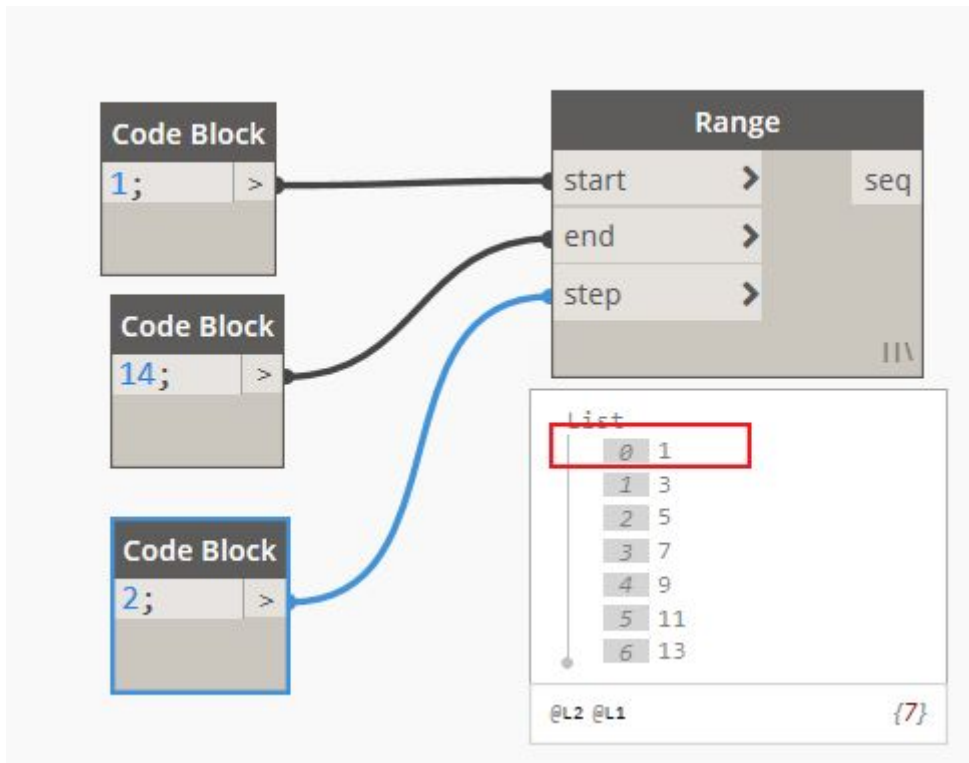 Code Block
1; >
Code Block
14; >
Code Block
2; >
Range
start > seq
end >
step >
List
0 1
1 3
2 5
3 7
4 9
5 11
6 13
@L2 @L1 {7}